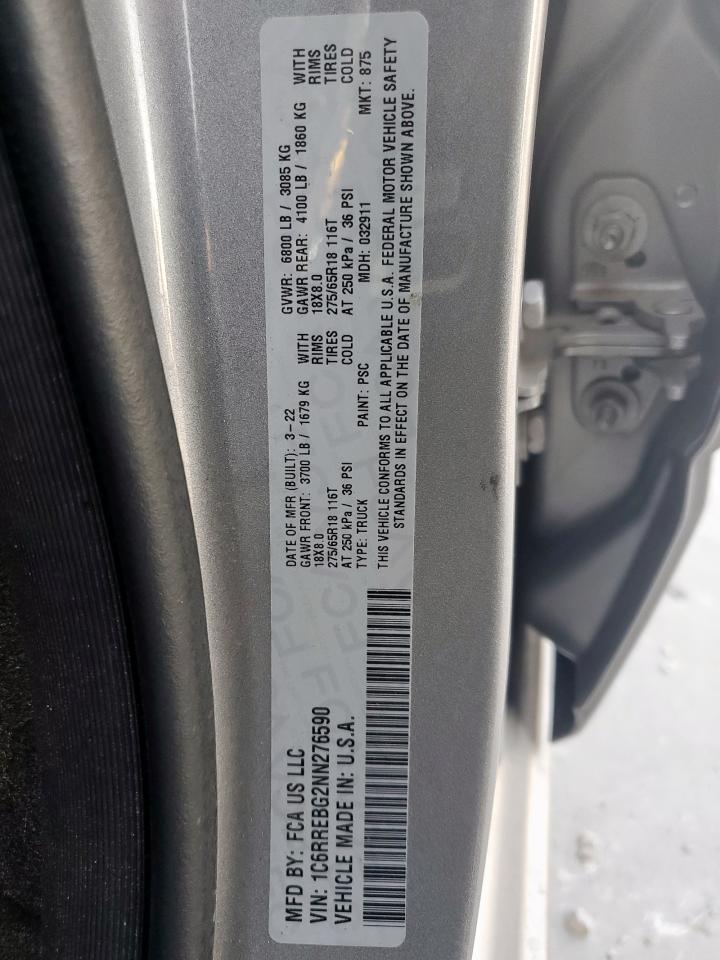 MFD BY: FCA US LLC
VIN: 1C6RREBG2NN276590
VEHICLE MADE IN: U.S.A.
DATE OF MFR (BUILT): 3-22
GAWR FRONT: 3700 LB / 1679 KG WITH
18X8.0 RIMS
275/65R18 116T TIRES
AT 250 kPa / 36 PSI COLD
TYPE: TRUCK PAINT: PSC
GVWR: 6800 LB / 3085 KG
GAWR REAR: 4100 LB / 1860 KG WITH
18X8.0 RIMS
275/65R18 116T TIRES
AT 250 kPa / 36 PSI COLD
MDH: 032911 MKT: 875
THIS VEHICLE CONFORMS TO ALL APPLICABLE U.S.A. FEDERAL MOTOR VEHICLE SAFETY
STANDARDS IN EFFECT ON THE DATE OF MANUFACTURE SHOWN ABOVE.